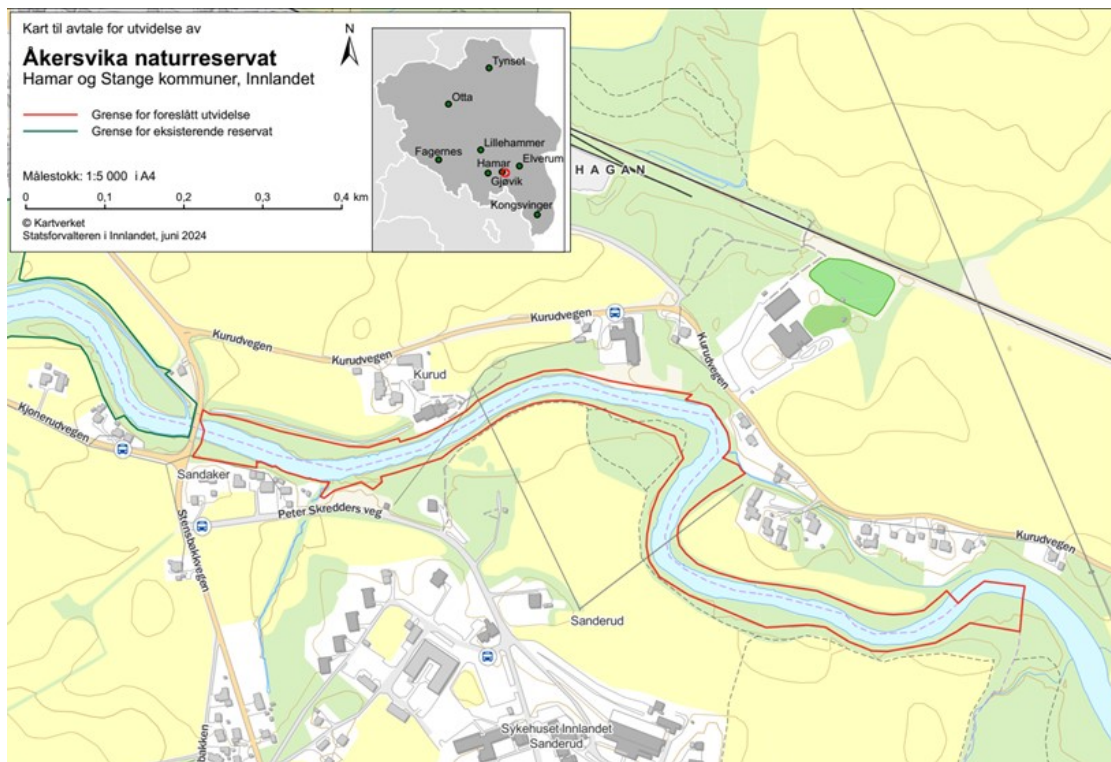 Kart til avtale for utvidelse av
Åkersvika naturreservat
Hamar og Stange kommuner, Innlandet
Grense for foreslått utvidelse
Grense for eksisterende reservat
Målestokk: 1:5 000 i A4
0 0,1 0,2 0,3 0,4 km
© Kartverket
Statsforvalteren i Innlandet, juni 2024
N
Tynset
Otta
Lillehammer
Fagernes
Elverum
Hamar
Gjøvik
Kongsvinger
HAGAN
Kurudvegen
Kurudvegen
Kurudvegen
Kurud
Kurudvegen
Kjonerudvegen
Sandaker
Peter Skredders veg
Stensbakkvegen
Kurudvegen
Sanderud
Sykehuset Innlandet
Sanderud
bakken